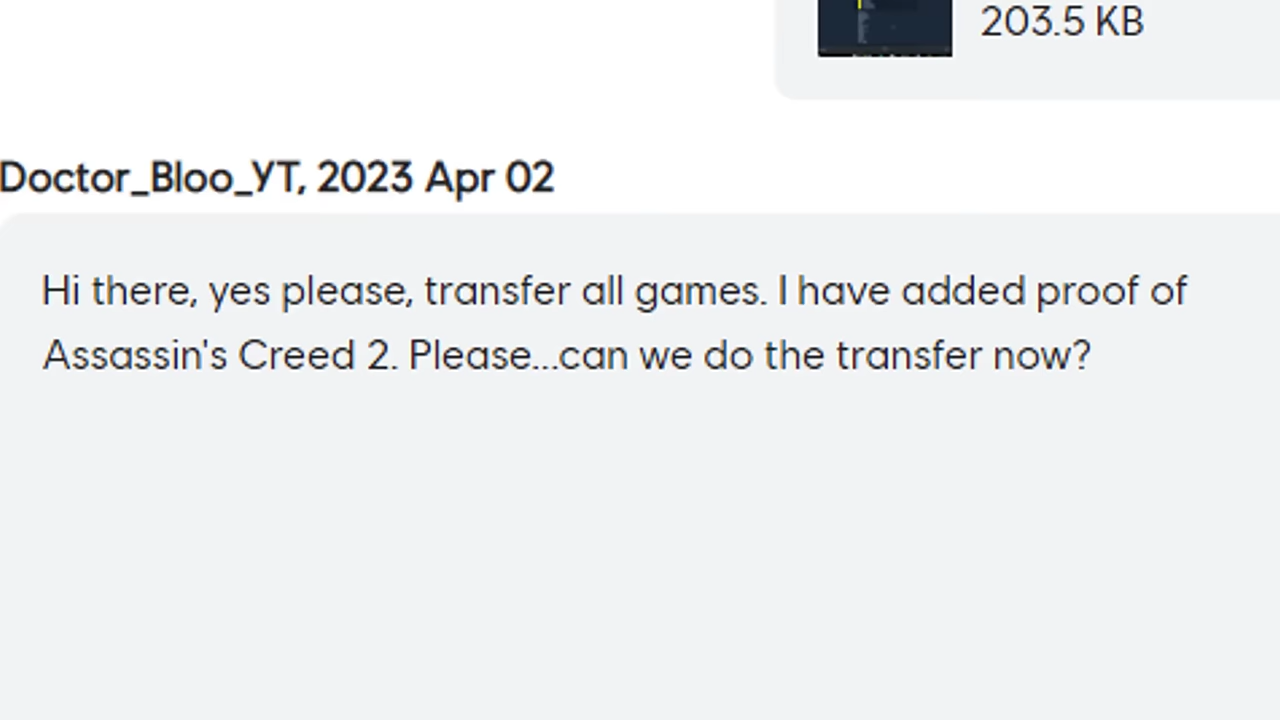 203.5 KB
Doctor_Bloo_YT, 2023 Apr 02
Hi there, yes please, transfer all games. I have added proof of
Assassin's Creed 2. Please...can we do the transfer now?